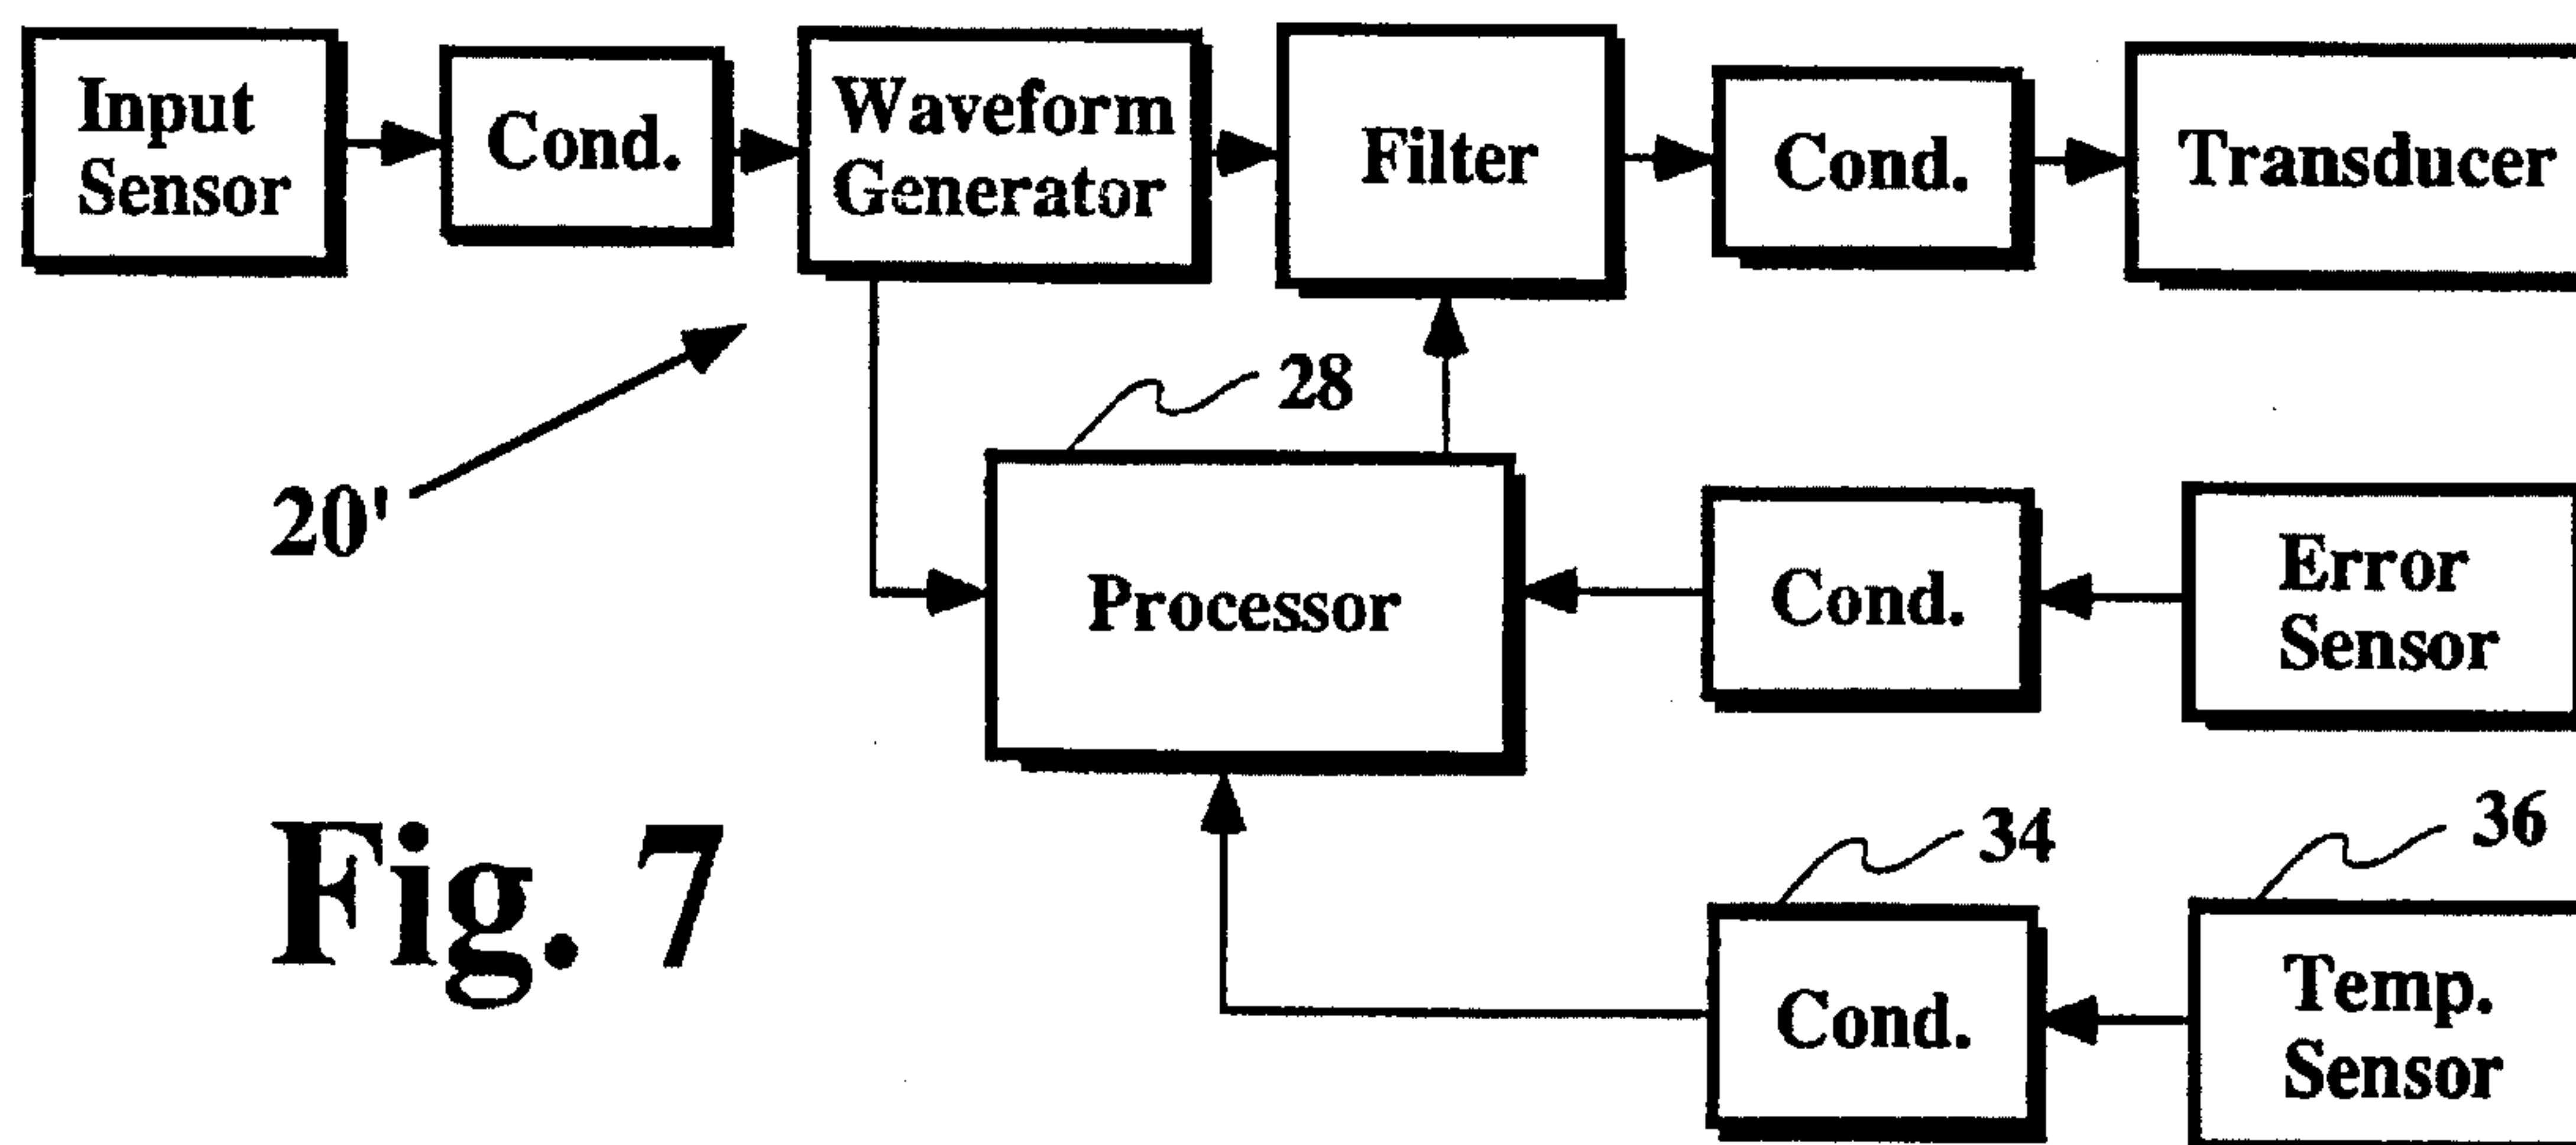 Input
Sensor
Cond.
Waveform
Generator
Filter
Cond.
Transducer
20'
28
Processor
Cond.
Error
Sensor
34
36
Cond.
Temp.
Sensor
Fig. 7